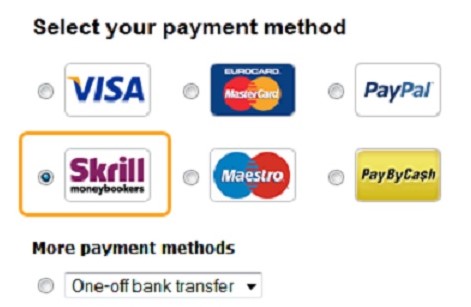 Select your payment method
VISA
EUROCARD
MasterCard
PayPal
Skrill
moneybookers
Maestro
PayByCash
More payment methods
One-off bank transfer